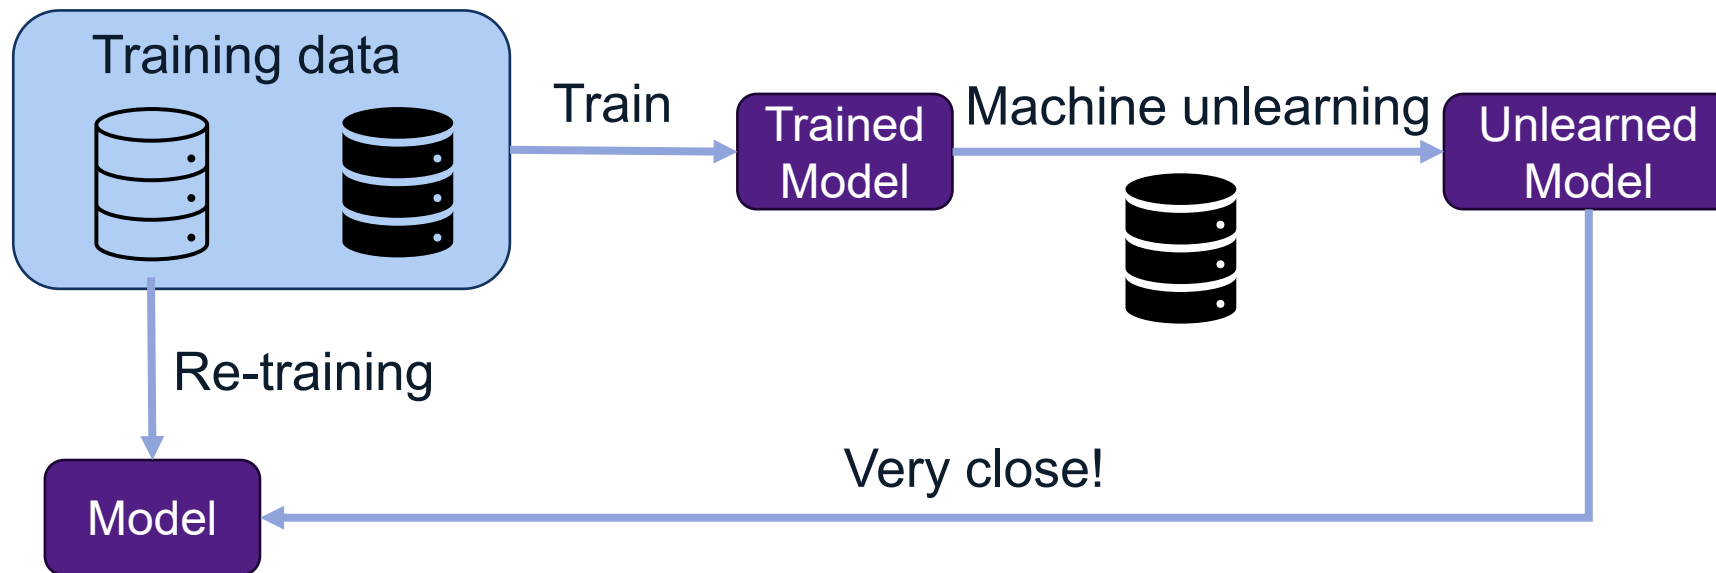 Training data
Train
Trained
Model
Machine unlearning
Unlearned
Model
Re-training
Very close!
Model